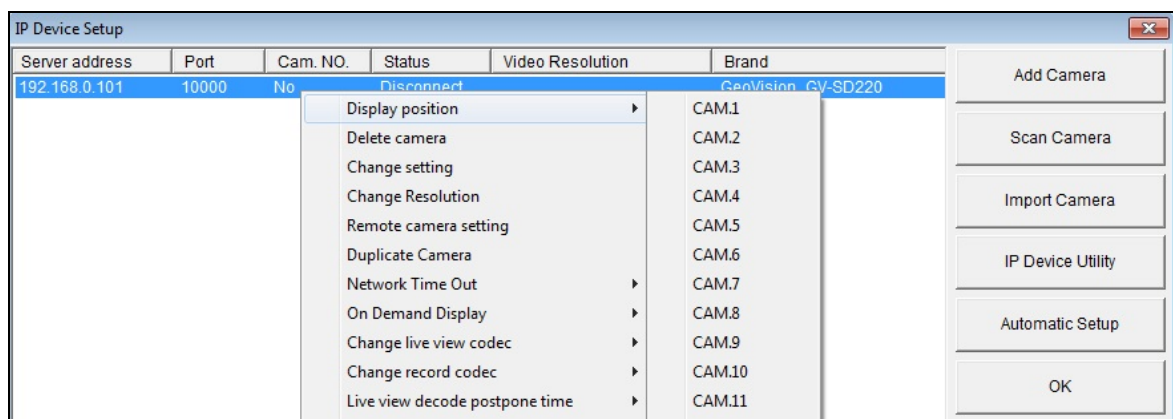 IP Device Setup
Server address Port Cam. NO. Status Video Resolution Brand
192.168.0.101 10000 No Disconnect GeoVision_GV-SD220
Display position
Delete camera
Change setting
Change Resolution
Remote camera setting
Duplicate Camera
Network Time Out
On Demand Display
Change live view codec
Change record codec
Live view decode postpone time
CAM.1
CAM.2
CAM.3
CAM.4
CAM.5
CAM.6
CAM.7
CAM.8
CAM.9
CAM.10
CAM.11
Add Camera
Scan Camera
Import Camera
IP Device Utility
Automatic Setup
OK